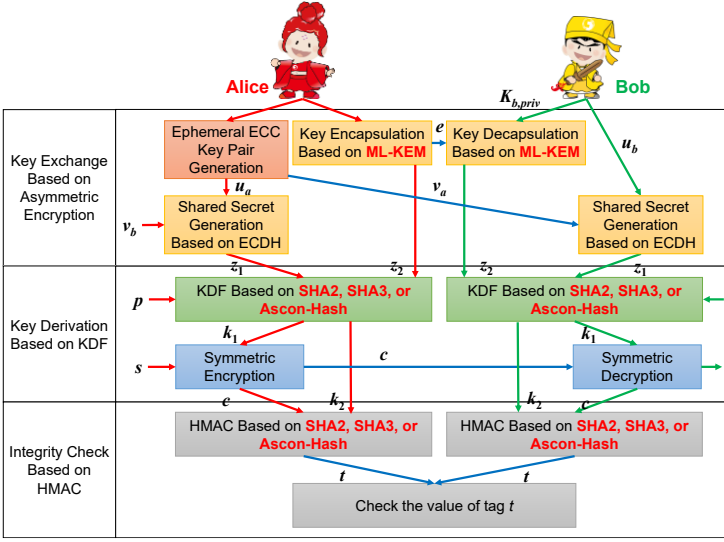 Alice
Bob
K_b,priv
Key Exchange
Based on
Asymmetric
Encryption
Ephemeral ECC
Key Pair
Generation
Key Encapsulation
Based on ML-KEM
e
Key Decapsulation
Based on ML-KEM
u_b
u_a
v_a
v_b
Shared Secret
Generation
Based on ECDH
Shared Secret
Generation
Based on ECDH
z_1
z_2
z_2
z_1
Key Derivation
Based on KDF
p
KDF Based on SHA2, SHA3, or
Ascon-Hash
KDF Based on SHA2, SHA3, or
Ascon-Hash
k_1
k_1
s
Symmetric
Encryption
c
Symmetric
Decryption
c
k_2
k_2
c
Integrity Check
Based on
HMAC
HMAC Based on SHA2, SHA3, or
Ascon-Hash
HMAC Based on SHA2, SHA3, or
Ascon-Hash
t
t
Check the value of tag t